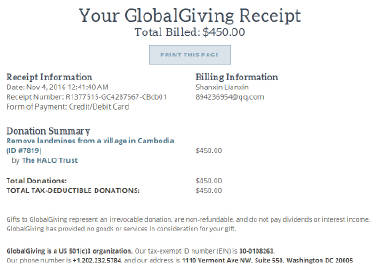 Your GlobalGiving Receipt
Total Billed: $450.00
PRINT THIS PAGE
Receipt Information
Date: Nov 4, 2016 12:41:40 AM
Receipt Number: R1377515-GC4287567-CBcb01
Form of Payment: Credit/Debit Card
Billing Information
Shanxin Lianxin
894236954@qq.com
Donation Summary
Remove landmines from a village in Cambodia
(ID #7819) $450.00
by The HALO Trust
Total Donations: $450.00
TOTAL TAX-DEDUCTIBLE DONATIONS: $450.00
Gifts to GlobalGiving represent an irrevocable donation, are non-refundable, and do not pay dividends or interest income.
GlobalGiving has provided no goods or services in consideration for your gift.
GlobalGiving is a US 501(c)3 organization. Our tax-exempt ID number (EIN) is 30-0108263.
Our phone number is +1.202.232.5784, and our address is 1110 Vermont Ave NW, Suite 550, Washington DC 20005